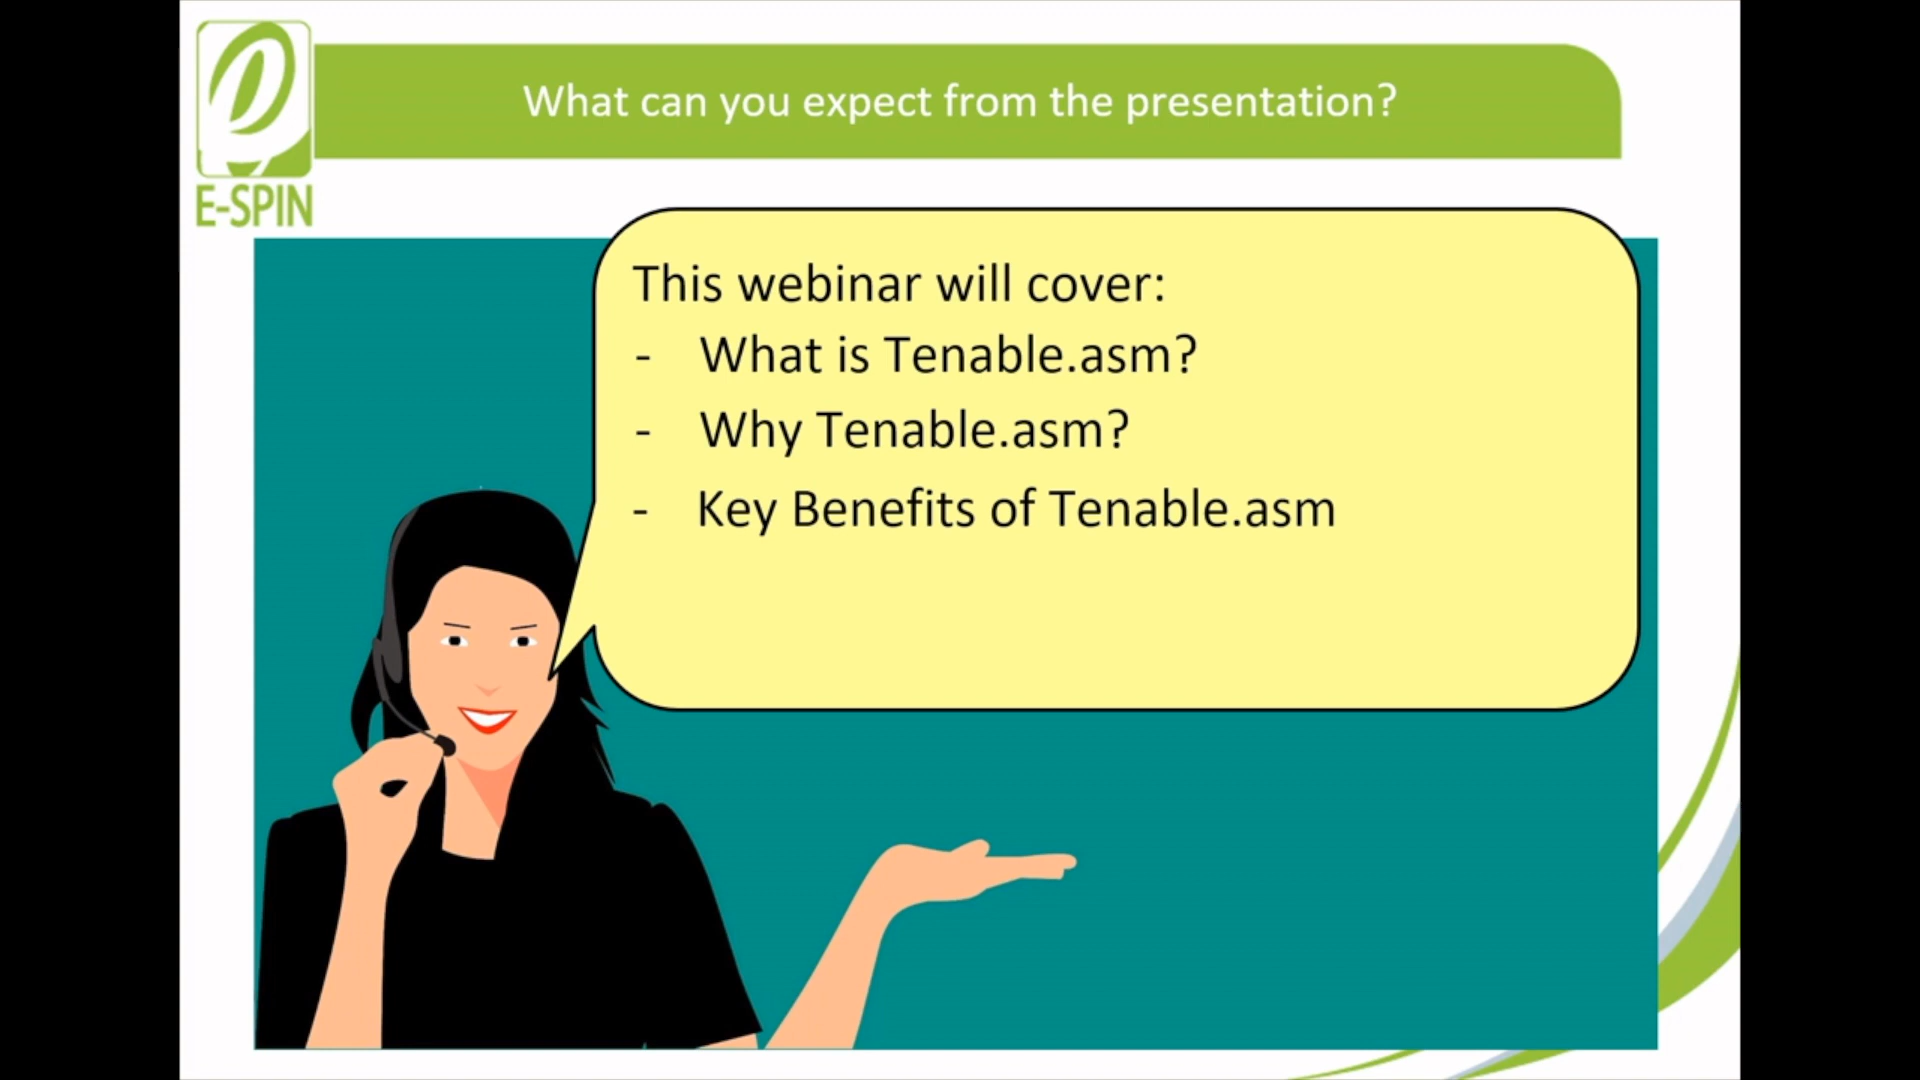 What can you expect from the presentation?
E-SPIN
This webinar will cover:
- What is Tenable.asm?
- Why Tenable.asm?
- Key Benefits of Tenable.asm